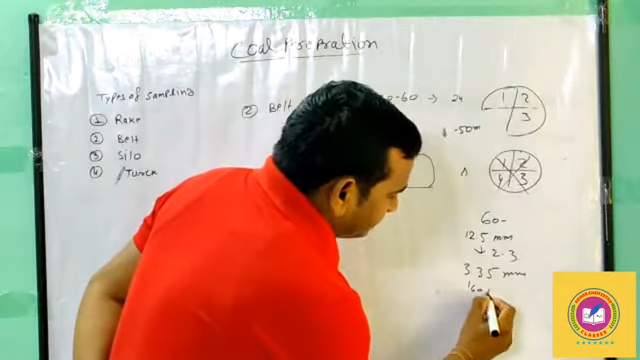 Coal Preparation
Types of Sampling
① Rake
② Belt
③ Silo
④ Truck
② Belt
-60 → 24
↓ -50m
1 2
3
1 2
4 3
60-
12.5 mm
↓ 2-3
3.35 mm
CLASSES